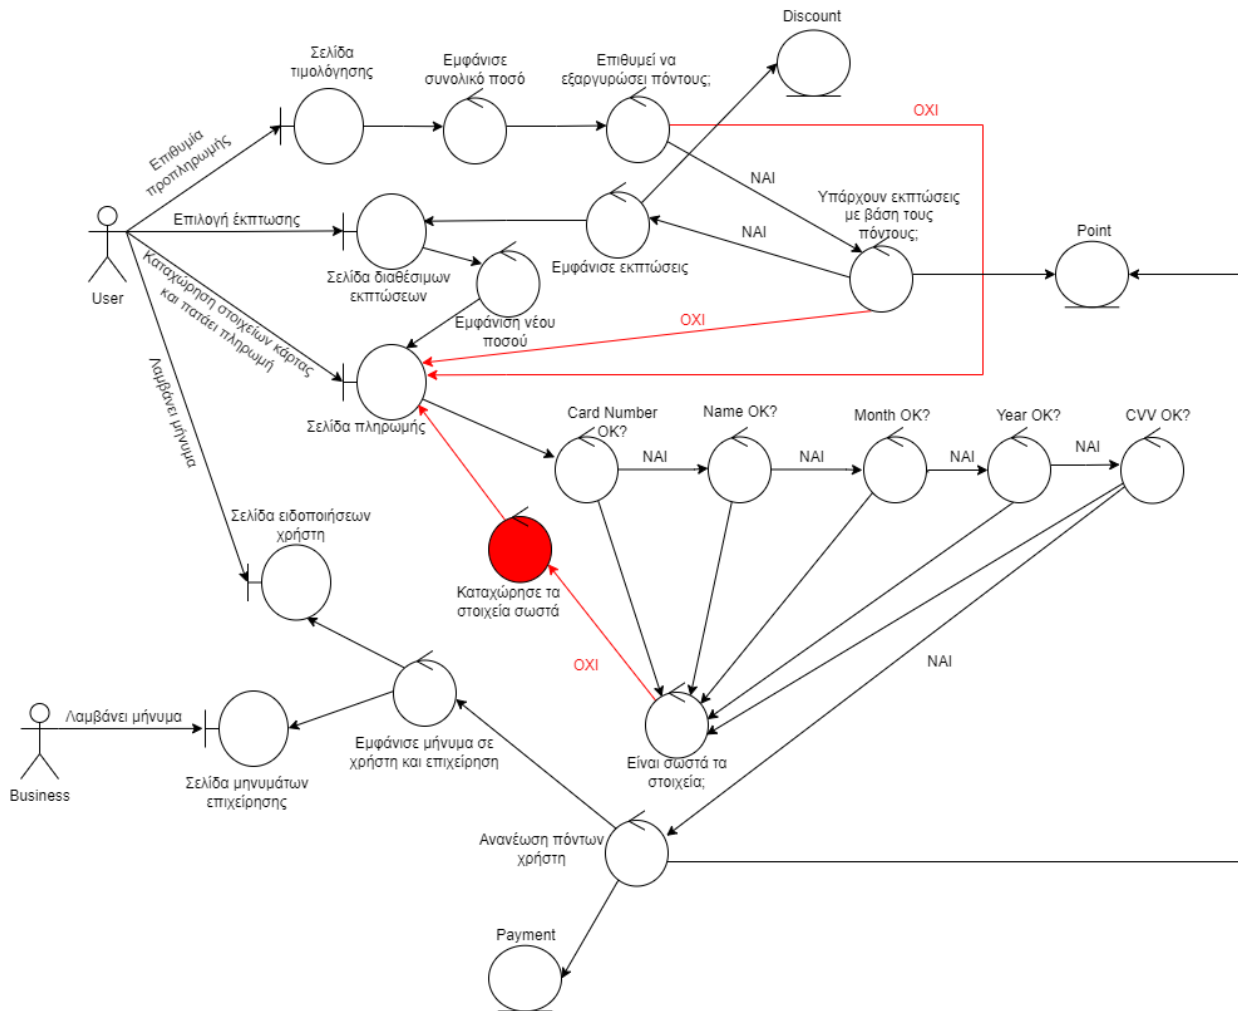 Discount
Σελίδα
τιμολόγησης
Εμφάνισε
συνολικό ποσό
Επιθυμεί να
εξαργυρώσει πόντους;
ΟΧΙ
Επιθυμία
προπληρωμής
ΝΑΙ
Υπάρχουν εκπτώσεις
με βάση τους
πόντους;
Επιλογή έκπτωσης
ΝΑΙ
Point
User
Καταχώρηση στοιχείων κάρτας
και πατάει πληρωμή
Σελίδα διαθέσιμων
εκπτώσεων
Εμφάνισε εκπτώσεις
Εμφάνιση νέου
ποσού
ΟΧΙ
Λαμβάνει μήνυμα
Σελίδα πληρωμής
Card Number
OK?
Name OK?
Month OK?
Year OK?
CVV OK?
ΝΑΙ
ΝΑΙ
ΝΑΙ
ΝΑΙ
Σελίδα ειδοποιήσεων
χρήστη
Καταχώρησε τα
στοιχεία σωστά
ΟΧΙ
ΝΑΙ
Λαμβάνει μήνυμα
Business
Σελίδα μηνυμάτων
επιχείρησης
Εμφάνισε μήνυμα σε
χρήστη και επιχείρηση
Είναι σωστά τα
στοιχεία;
Ανανέωση πόντων
χρήστη
Payment